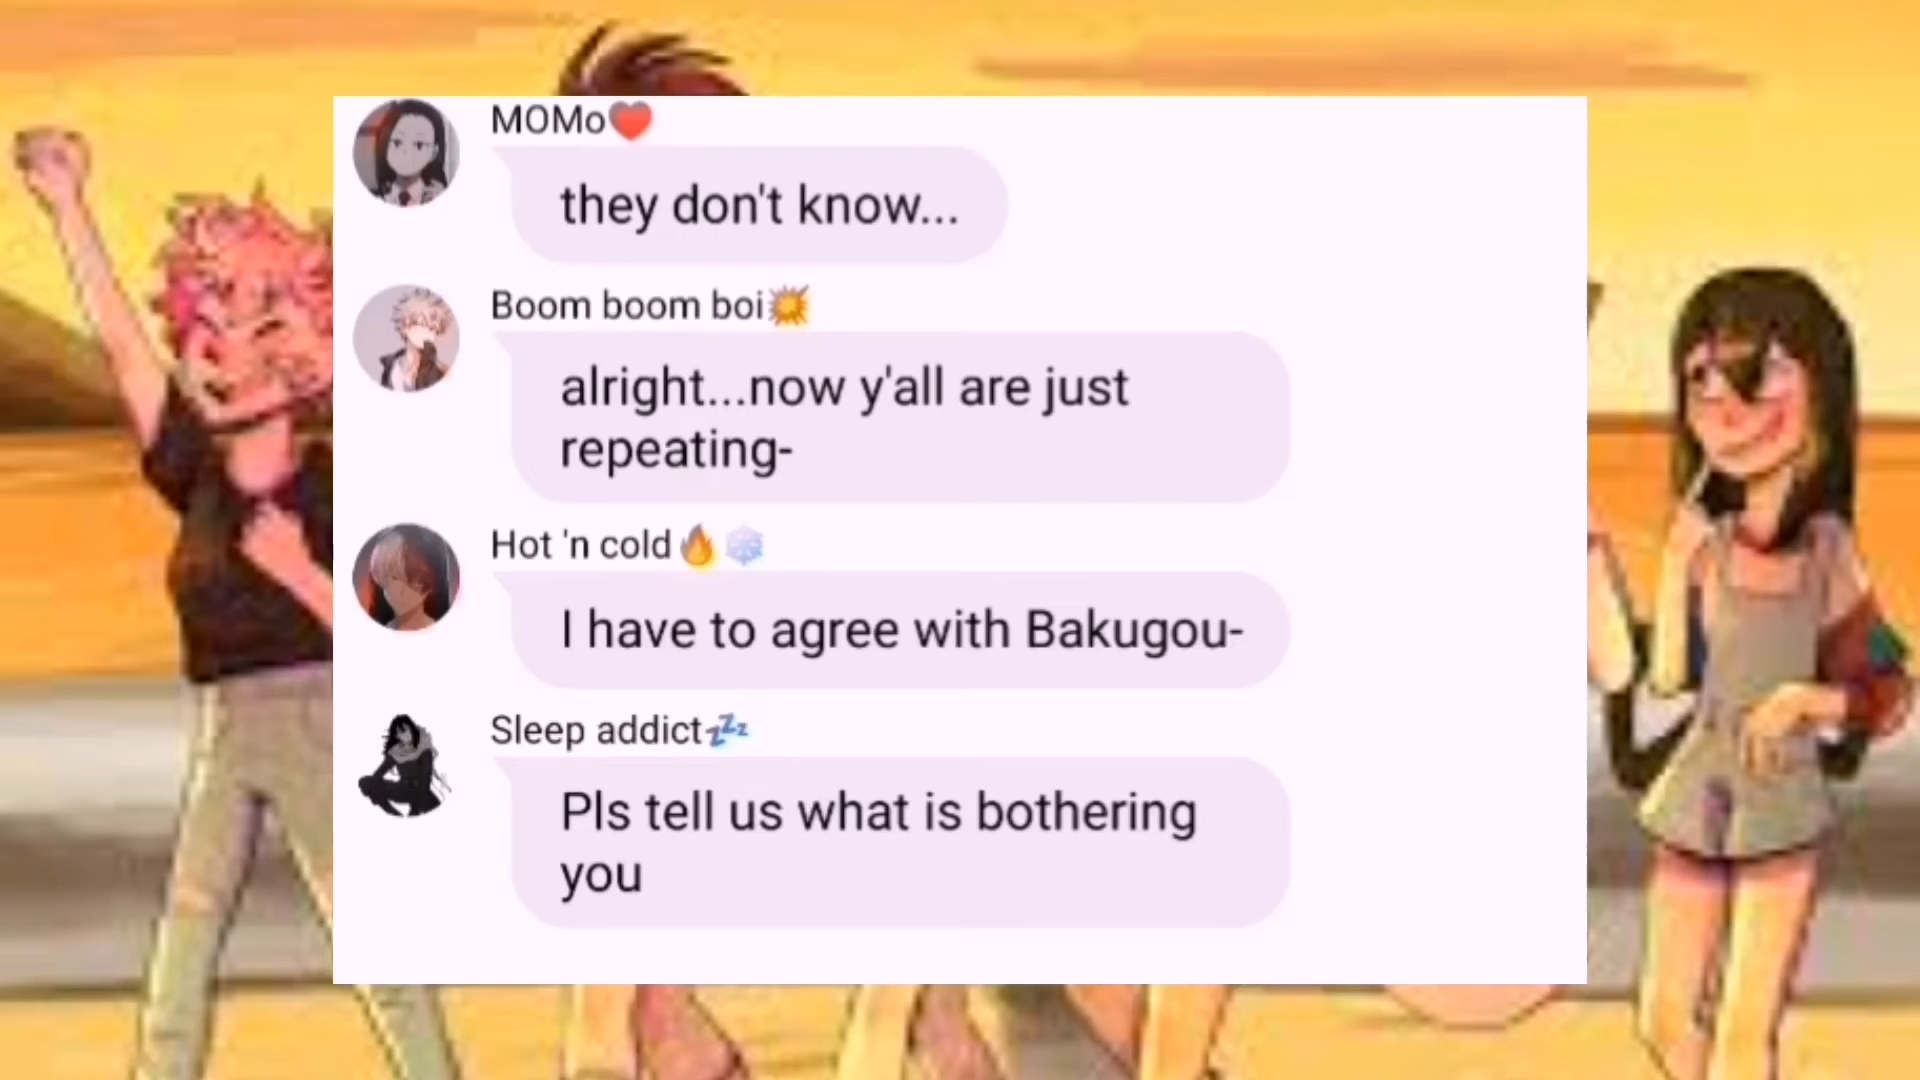 MOMo❤️
they don't know...
Boom boom boi💥
alright...now y'all are just
repeating-
Hot 'n cold🔥❄️
I have to agree with Bakugou-
Sleep addict💤
Pls tell us what is bothering
you